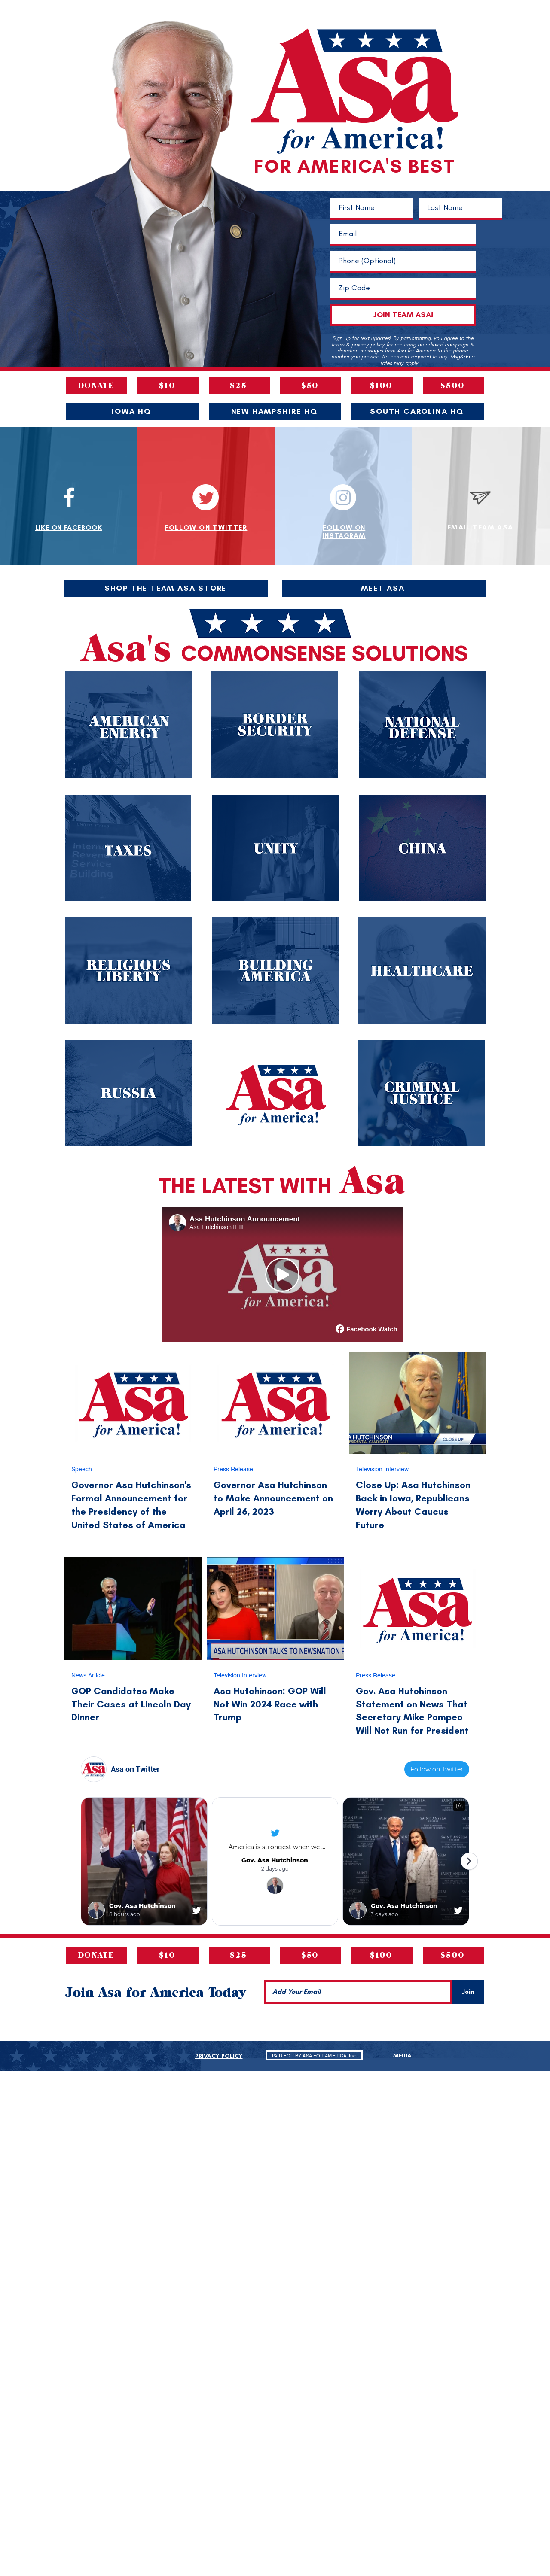 Asa
for America!
FOR AMERICA'S BEST
First Name
Last Name
Email
Phone (Optional)
Zip Code
JOIN TEAM ASA!
Sign up for text updates! By participating, you agree to the
terms & privacy policy for recurring autodialed campaign &
donation messages from Asa for America to the phone
number you provide. No consent required to buy. Msg&data
rates may apply.
DONATE
$10
$25
$50
$100
$500
IOWA HQ
NEW HAMPSHIRE HQ
SOUTH CAROLINA HQ
LIKE ON FACEBOOK
FOLLOW ON TWITTER
FOLLOW ON
INSTAGRAM
EMAIL TEAM ASA
SHOP THE TEAM ASA STORE
MEET ASA
Asa's COMMONSENSE SOLUTIONS
AMERICAN
ENERGY
BORDER
SECURITY
NATIONAL
DEFENSE
Internal
Revenue
Service
Building
TAXES
UNITY
CHINA
RELIGIOUS
LIBERTY
BUILDING
AMERICA
HEALTHCARE
RUSSIA
Asa
for America!
CRIMINAL
JUSTICE
THE LATEST WITH Asa
Asa Hutchinson Announcement
Asa Hutchinson
Asa
for America!
Facebook Watch
Asa
for America!
Speech
Governor Asa Hutchinson's
Formal Announcement for
the Presidency of the
United States of America
Asa
for America!
Press Release
Governor Asa Hutchinson
to Make Announcement on
April 26, 2023
A HUTCHINSON
ESIDENTIAL CANDIDATE
CLOSE UP
Television Interview
Close Up: Asa Hutchinson
Back in Iowa, Republicans
Worry About Caucus
Future
News Article
GOP Candidates Make
Their Cases at Lincoln Day
Dinner
ASA HUTCHINSON TALKS TO NEWSNATION F
Television Interview
Asa Hutchinson: GOP Will
Not Win 2024 Race with
Trump
Asa
for America!
Press Release
Gov. Asa Hutchinson
Statement on News That
Secretary Mike Pompeo
Will Not Run for President
Asa
for America!
Asa on Twitter
Follow on Twitter
Gov. Asa Hutchinson
8 hours ago
America is strongest when we ...
Gov. Asa Hutchinson
2 days ago
1/4
Gov. Asa Hutchinson
3 days ago
DONATE
$10
$25
$50
$100
$500
Join Asa for America Today
Add Your Email
Join
PRIVACY POLICY
PAID FOR BY ASA FOR AMERICA, Inc.
MEDIA